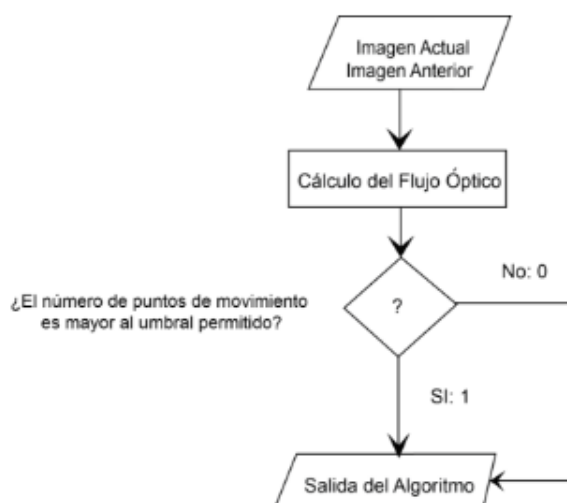 Imagen Actual
Imagen Anterior
Cálculo del Flujo Óptico
No: 0
¿El número de puntos de movimiento
es mayor al umbral permitido?
?
SI: 1
Salida del Algoritmo